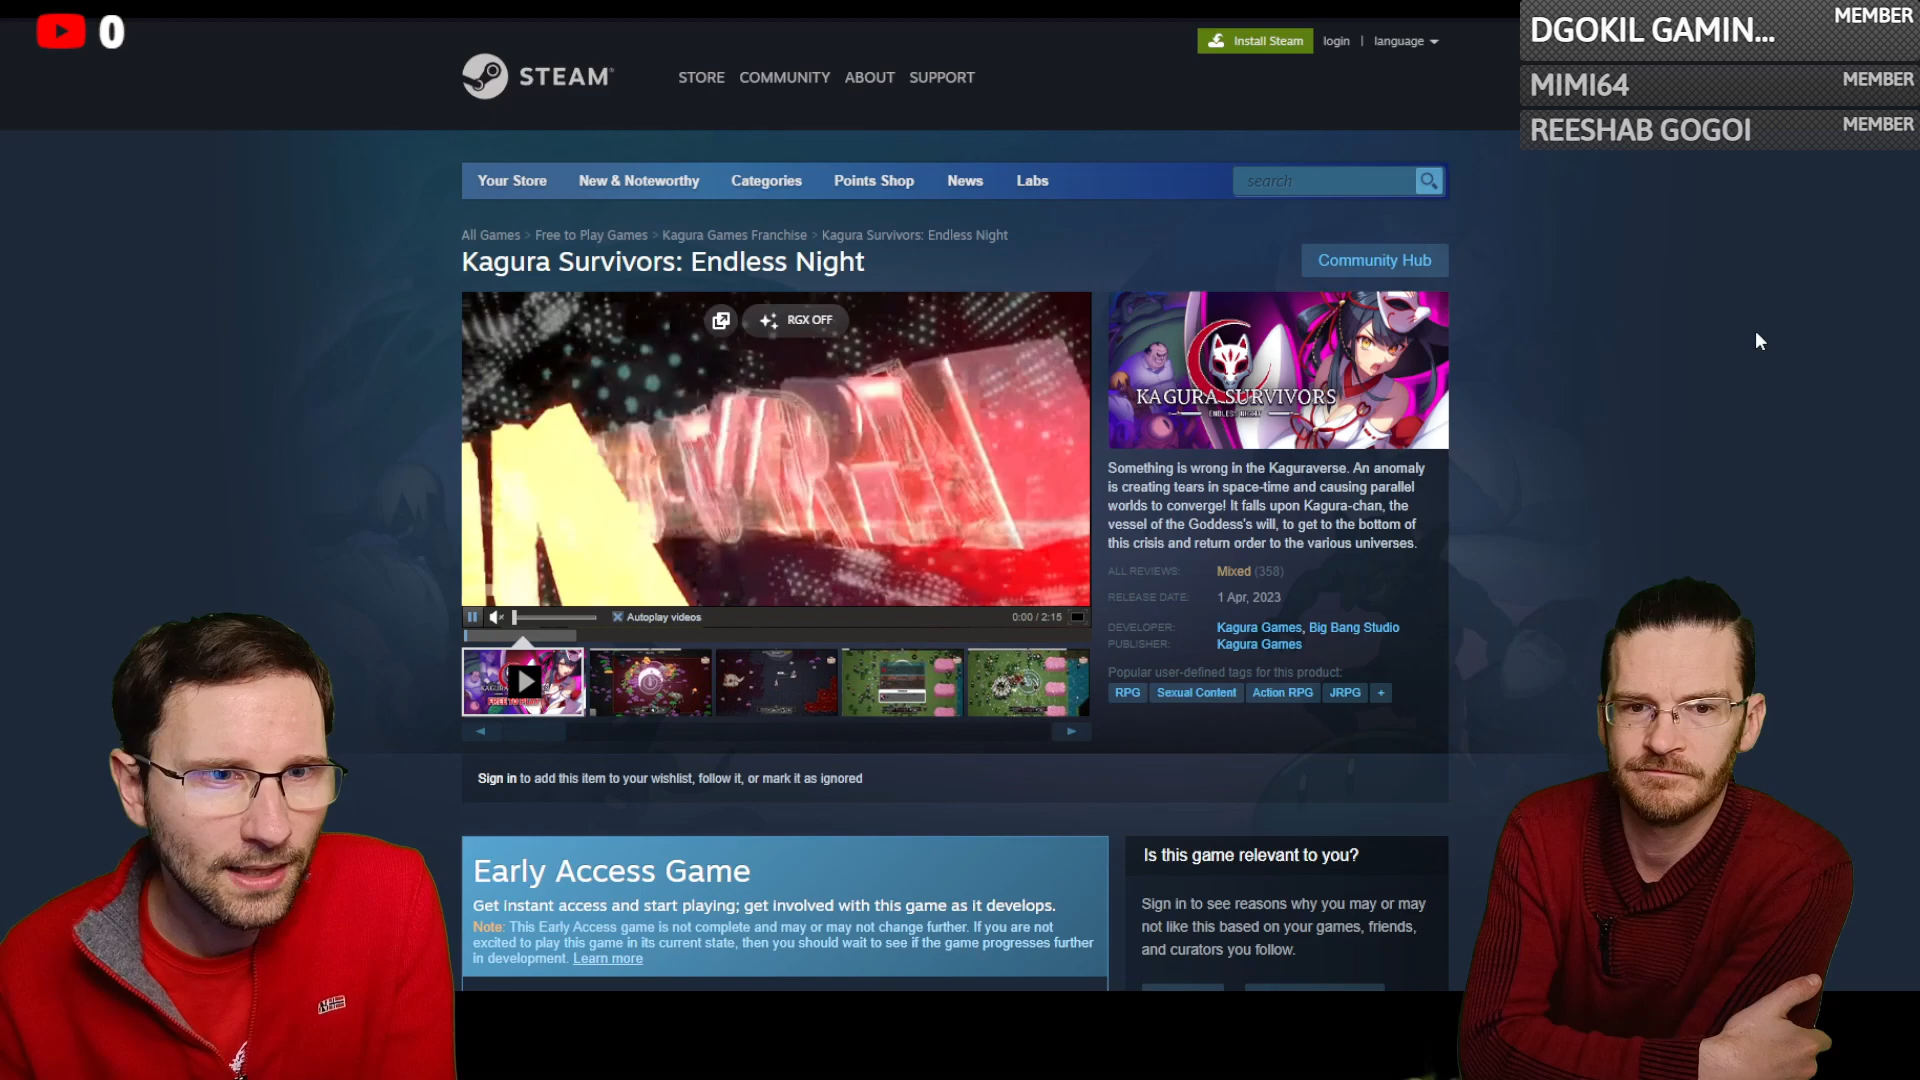 0
DGOKIL GAMIN... MEMBER
MIMI64 MEMBER
REESHAB GOGOI MEMBER
Install Steam login | language
STEAM
STORE COMMUNITY ABOUT SUPPORT
Your Store New & Noteworthy Categories Points Shop News Labs search
All Games > Free to Play Games > Kagura Games Franchise > Kagura Survivors: Endless Night
Kagura Survivors: Endless Night
Community Hub
RGX OFF
KAGURA SURVIVORS
ENDLESS NIGHT
Something is wrong in the Kaguraverse. An anomaly
is creating tears in space-time and causing parallel
worlds to converge! It falls upon Kagura-chan, the
vessel of the Goddess's will, to get to the bottom of
this crisis and return order to the various universes.
ALL REVIEWS: Mixed (358)
RELEASE DATE: 1 Apr, 2023
DEVELOPER: Kagura Games, Big Bang Studio
PUBLISHER: Kagura Games
Popular user-defined tags for this product:
RPG Sexual Content Action RPG JRPG +
Autoplay videos 0:00 / 2:15
Sign in to add this item to your wishlist, follow it, or mark it as ignored
Early Access Game
Get instant access and start playing; get involved with this game as it develops.
Note: This Early Access game is not complete and may or may not change further. If you are not
excited to play this game in its current state, then you should wait to see if the game progresses further
in development. Learn more
Is this game relevant to you?
Sign in to see reasons why you may or may
not like this based on your games, friends,
and curators you follow.